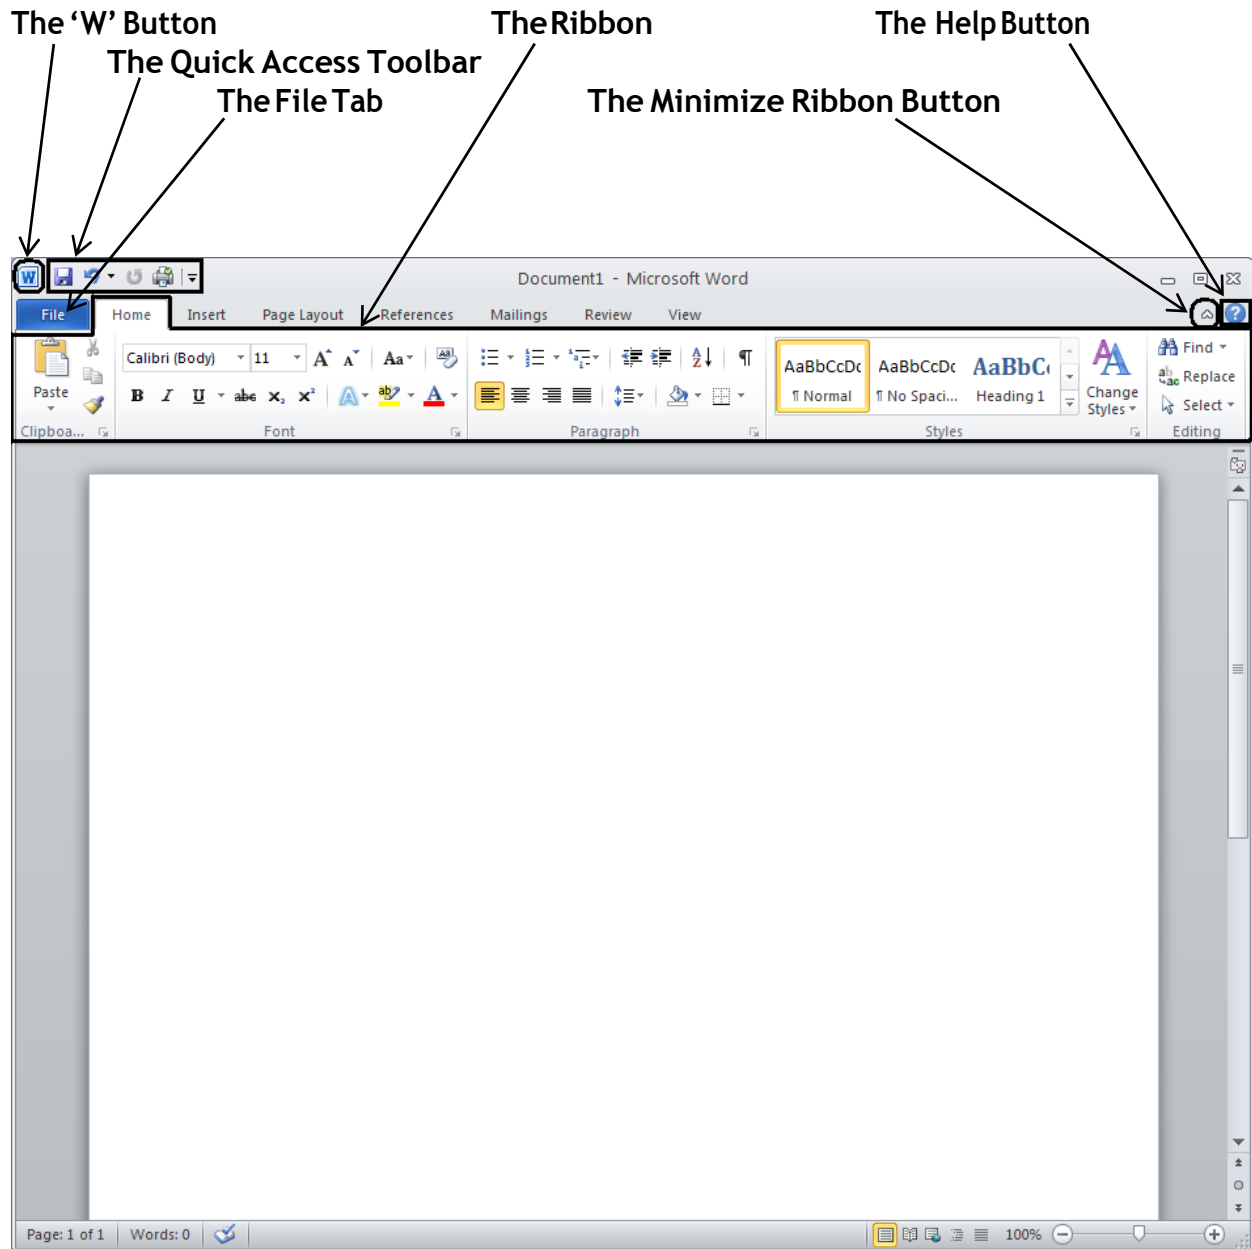 The ‘W’ Button The Ribbon The Help Button
The Quick Access Toolbar
The File Tab The Minimize Ribbon Button
W Document1 - Microsoft Word
File Home Insert Page Layout References Mailings Review View ?
Calibri (Body) 11 A A Aa AB AaBbCcDc AaBbCcDc AaBbC Find
Paste B I U abc x₂ x² A ab A ¶ Normal ¶ No Spaci... Heading 1 Change Styles Replace
Select
Clipboa... Font Paragraph Styles Editing
Page: 1 of 1 Words: 0 100%